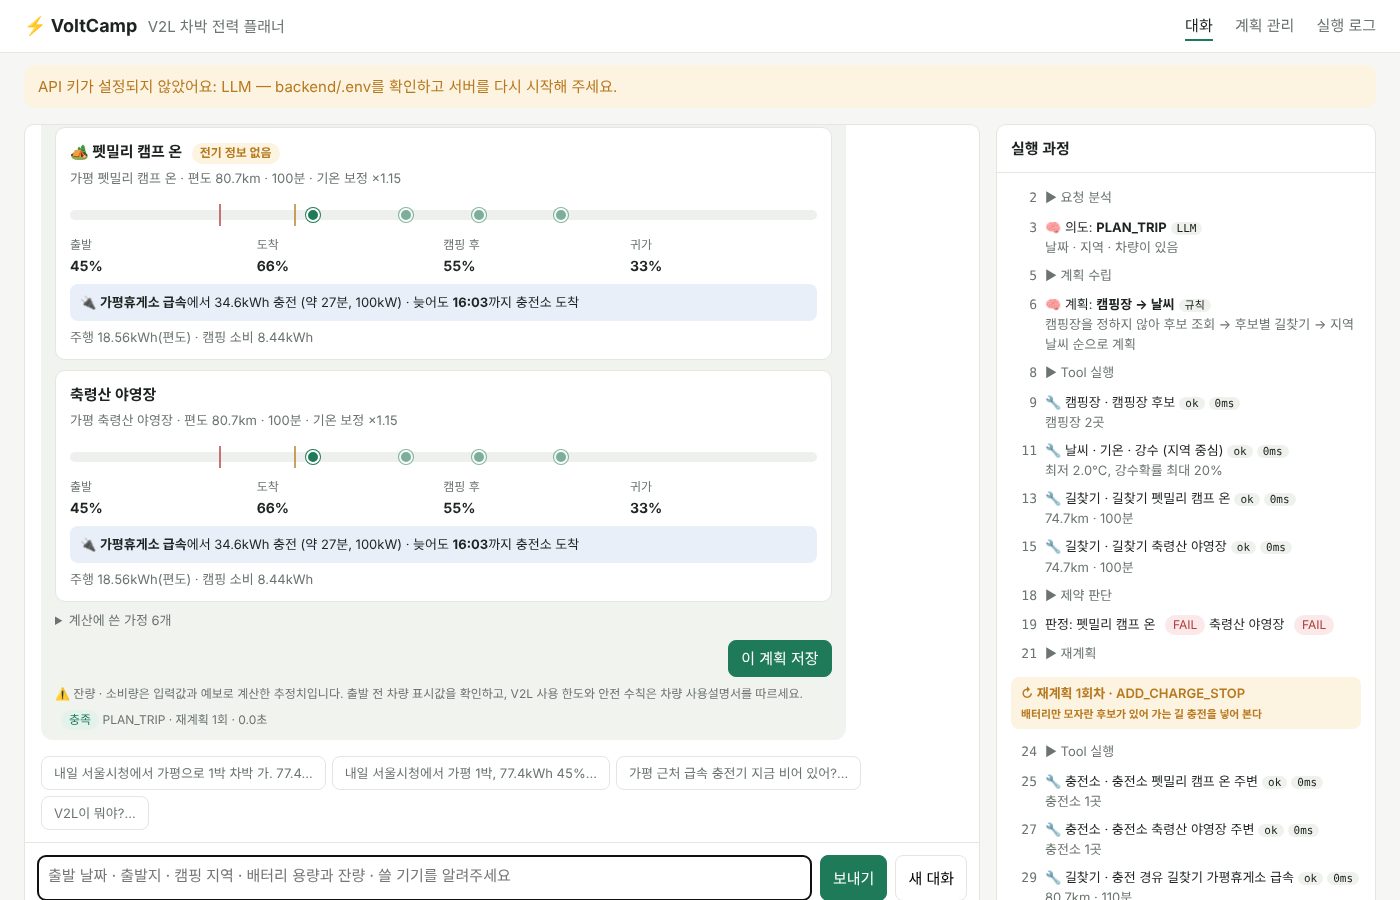 ⚡ VoltCamp V2L 차박 전력 플래너
대화 계획 관리 실행 로그
API 키가 설정되지 않았어요: LLM — backend/.env를 확인하고 서버를 다시 시작해 주세요.
🏕️ 펫밀리 캠프 온 전기 정보 없음
가평 펫밀리 캠프 온 · 편도 80.7km · 100분 · 기온 보정 ×1.15
출발 도착 캠핑 후 귀가
45% 66% 55% 33%
🔌 가평휴게소 급속에서 34.6kWh 충전 (약 27분, 100kW) · 늦어도 16:03까지 충전소 도착
주행 18.56kWh(편도) · 캠핑 소비 8.44kWh
축령산 야영장
가평 축령산 야영장 · 편도 80.7km · 100분 · 기온 보정 ×1.15
출발 도착 캠핑 후 귀가
45% 66% 55% 33%
🔌 가평휴게소 급속에서 34.6kWh 충전 (약 27분, 100kW) · 늦어도 16:03까지 충전소 도착
주행 18.56kWh(편도) · 캠핑 소비 8.44kWh
▶ 계산에 쓴 가정 6개
이 계획 저장
⚠️ 잔량 · 소비량은 입력값과 예보로 계산한 추정치입니다. 출발 전 차량 표시값을 확인하고, V2L 사용 한도와 안전 수칙은 차량 사용설명서를 따르세요.
충족 PLAN_TRIP · 재계획 1회 · 0.0초
내일 서울시청에서 가평으로 1박 차박 가. 77.4...
내일 서울시청에서 가평 1박, 77.4kWh 45%...
가평 근처 급속 충전기 지금 비어 있어?...
V2L이 뭐야?...
출발 날짜 · 출발지 · 캠핑 지역 · 배터리 용량과 잔량 · 쓸 기기를 알려주세요
보내기 새 대화
실행 과정
2 ▶ 요청 분석
3 🧠 의도: PLAN_TRIP LLM
날짜 · 지역 · 차량이 있음
5 ▶ 계획 수립
6 🧠 계획: 캠핑장 → 날씨 규칙
캠핑장을 정하지 않아 후보 조회 → 후보별 길찾기 → 지역
날씨 순으로 계획
8 ▶ Tool 실행
9 🔧 캠핑장 · 캠핑장 후보 ok 0ms
캠핑장 2곳
11 🔧 날씨 · 기온 · 강수 (지역 중심) ok 0ms
최저 2.0°C, 강수확률 최대 20%
13 🔧 길찾기 · 길찾기 펫밀리 캠프 온 ok 0ms
74.7km · 100분
15 🔧 길찾기 · 길찾기 축령산 야영장 ok 0ms
74.7km · 100분
18 ▶ 제약 판단
19 판정: 펫밀리 캠프 온 FAIL 축령산 야영장 FAIL
21 ▶ 재계획
↻ 재계획 1회차 · ADD_CHARGE_STOP
배터리만 모자란 후보가 있어 가는 길 충전을 넣어 본다
24 ▶ Tool 실행
25 🔧 충전소 · 충전소 펫밀리 캠프 온 주변 ok 0ms
충전소 1곳
27 🔧 충전소 · 충전소 축령산 야영장 주변 ok 0ms
충전소 1곳
29 🔧 길찾기 · 충전 경유 길찾기 가평휴게소 급속 ok 0ms
80.7km · 110분